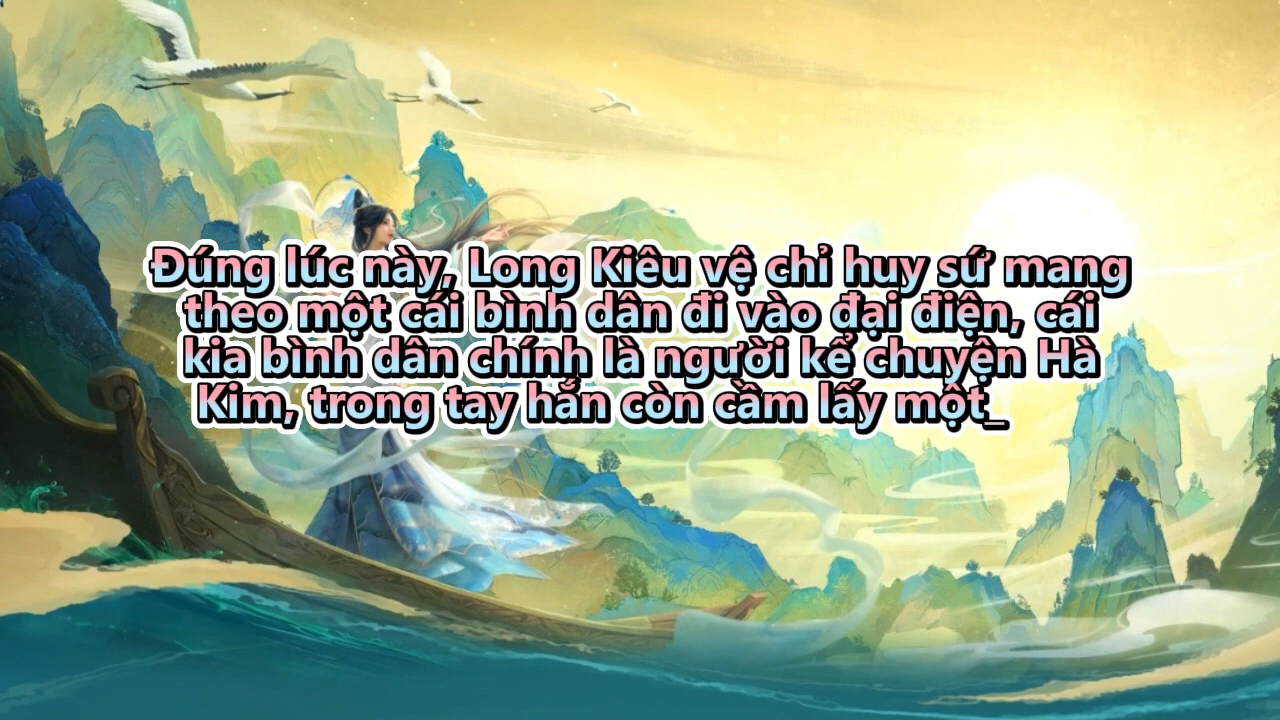 Đúng lúc này, Long Kiêu vệ chỉ huy sứ mang
theo một cái bình dân đi vào đại điện, cái
kia bình dân chính là người kể chuyện Hà
Kim, trong tay hắn còn cầm lấy một_